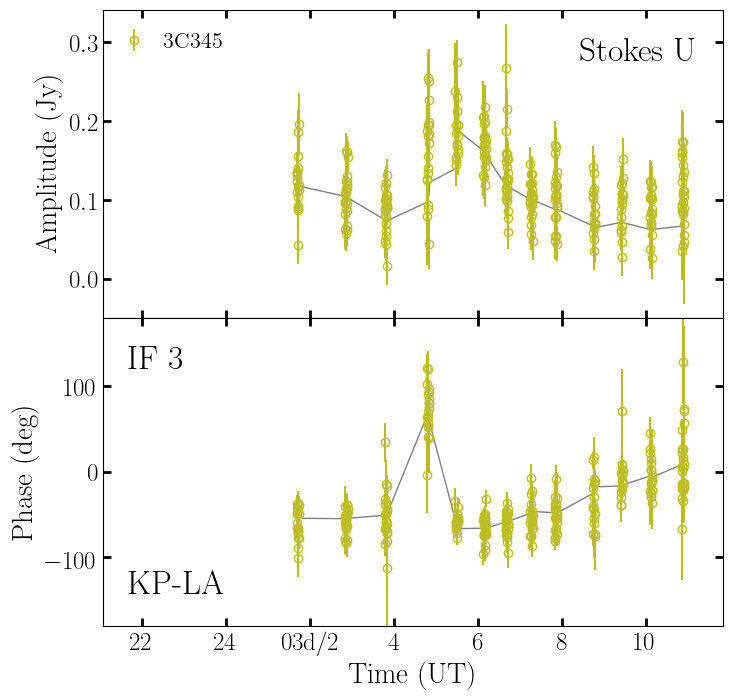 3C345
Stokes U
0.3
0.2
0.1
0.0
Amplitude (Jy)
IF 3
100
0
−100
Phase (deg)
KP-LA
22 24 03d/2 4 6 8 10
Time (UT)